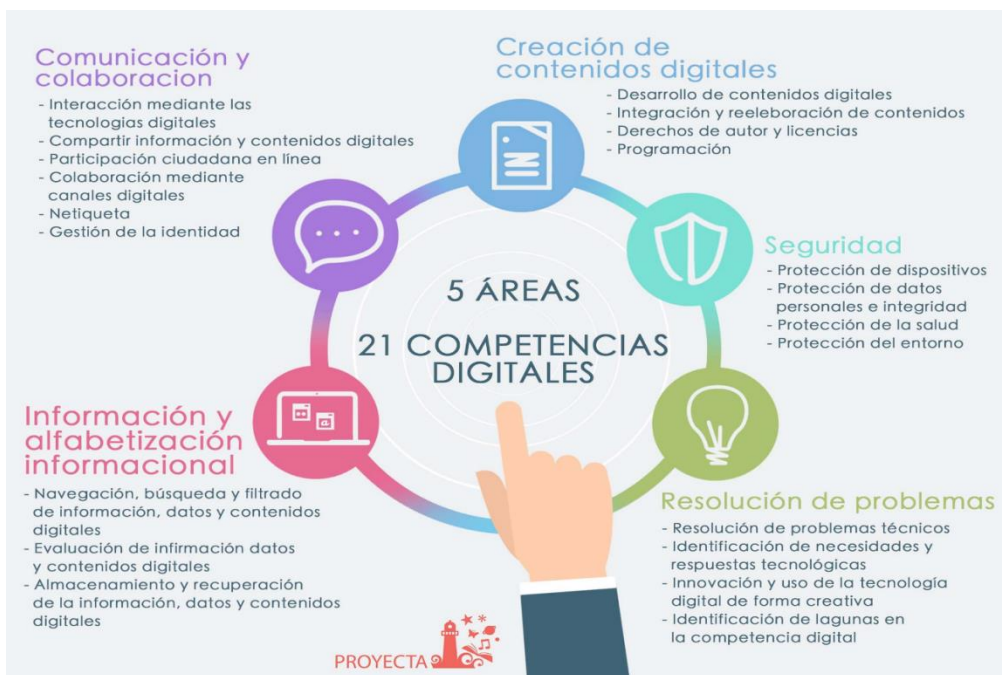 Comunicación y
colaboracion
- Interacción mediante las
tecnologias digitales
- Compartir información y contenidos digitales
- Participación ciudadana en línea
- Colaboración mediante
canales digitales
- Netiqueta
- Gestión de la identidad
Creación de
contenidos digitales
- Desarrollo de contenidos digitales
- Integración y reeleboración de contenidos
- Derechos de autor y licencias
- Programación
Seguridad
- Protección de dispositivos
- Protección de datos
personales e integridad
- Protección de la salud
- Protección del entorno
5 ÁREAS
21 COMPETENCIAS
DIGITALES
Información y
alfabetización
informacional
- Navegación, búsqueda y filtrado
de información, datos y contenidos
digitales
- Evaluación de infirmación datos
y contenidos digitales
- Almacenamiento y recuperación
de la información, datos y contenidos
digitales
Resolución de problemas
- Resolución de problemas técnicos
- Identificación de necesidades y
respuestas tecnológicas
- Innovación y uso de la tecnología
digital de forma creativa
- Identificación de lagunas en
la competencia digital
PROYECTA